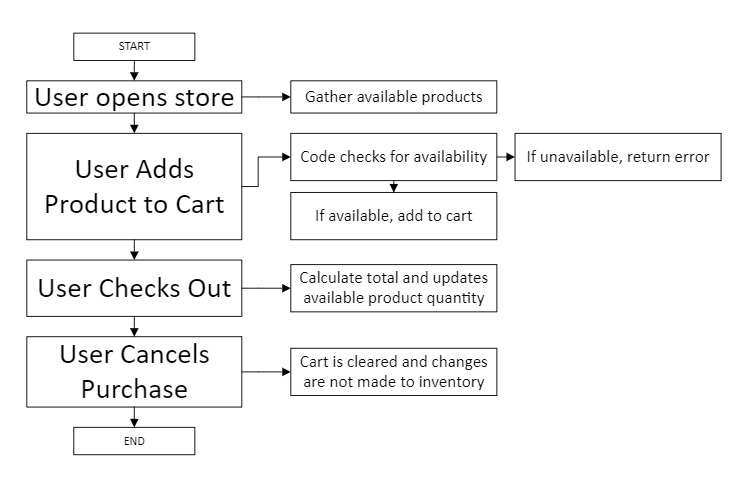 START
User opens store
Gather available products
User Adds
Product to Cart
Code checks for availability
If unavailable, return error
If available, add to cart
User Checks Out
Calculate total and updates
available product quantity
User Cancels
Purchase
Cart is cleared and changes
are not made to inventory
END